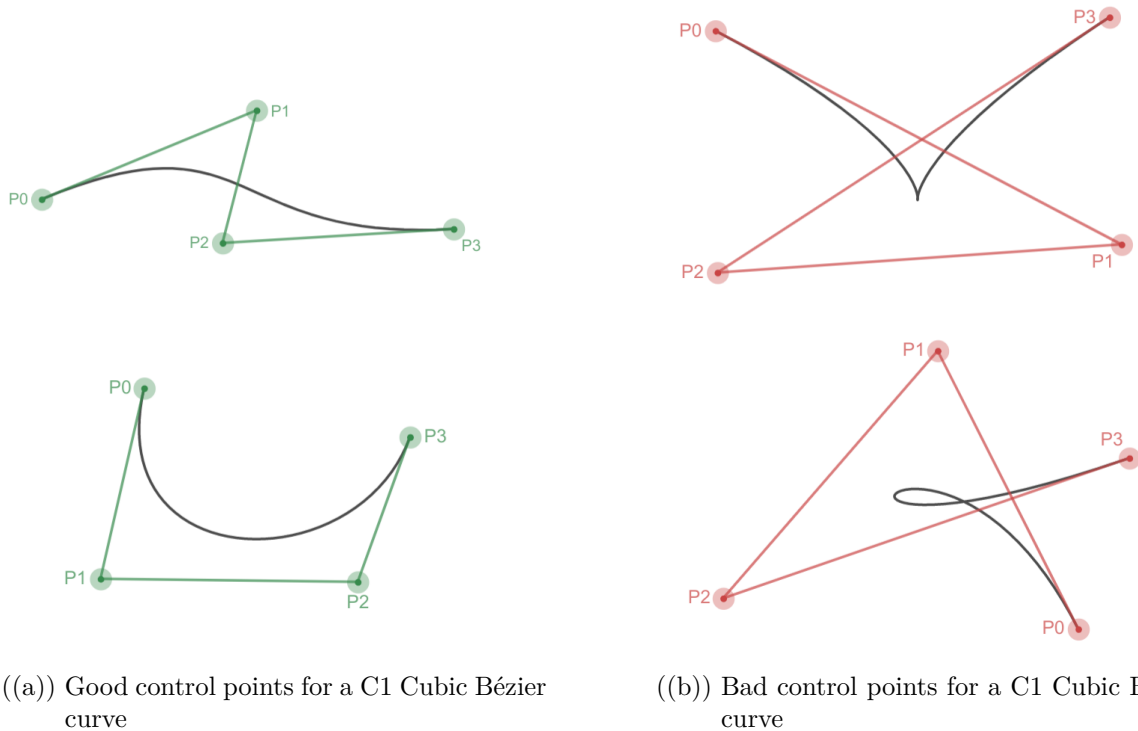 P0
P1
P2
P3
P0
P1
P2
P3
((a)) Good control points for a C1 Cubic Bézier
curve
P0
P3
P2
P1
P1
P3
P2
P0
((b)) Bad control points for a C1 Cubic
curve